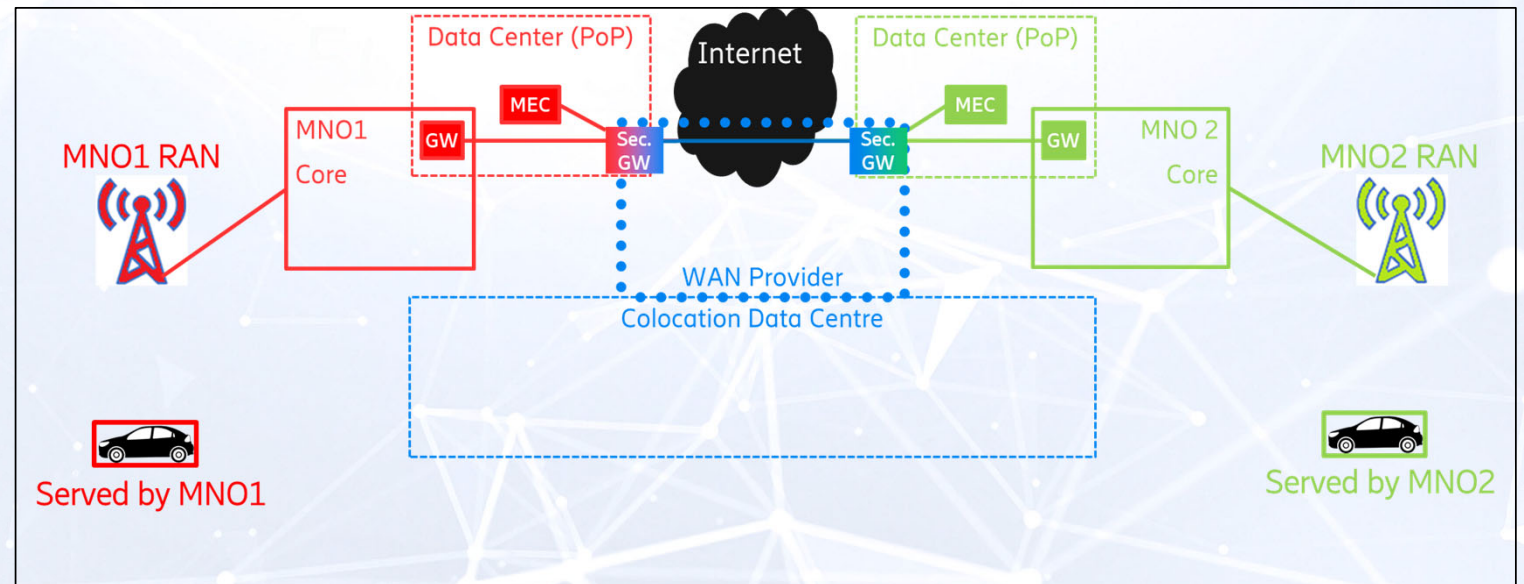 Data Center (PoP)
Internet
Data Center (PoP)
MEC
MEC
MNO1
Core
GW
Sec.
GW
Sec.
GW
GW
MNO 2
Core
MNO1 RAN
MNO2 RAN
WAN Provider
Colocation Data Centre
Served by MNO1
Served by MNO2